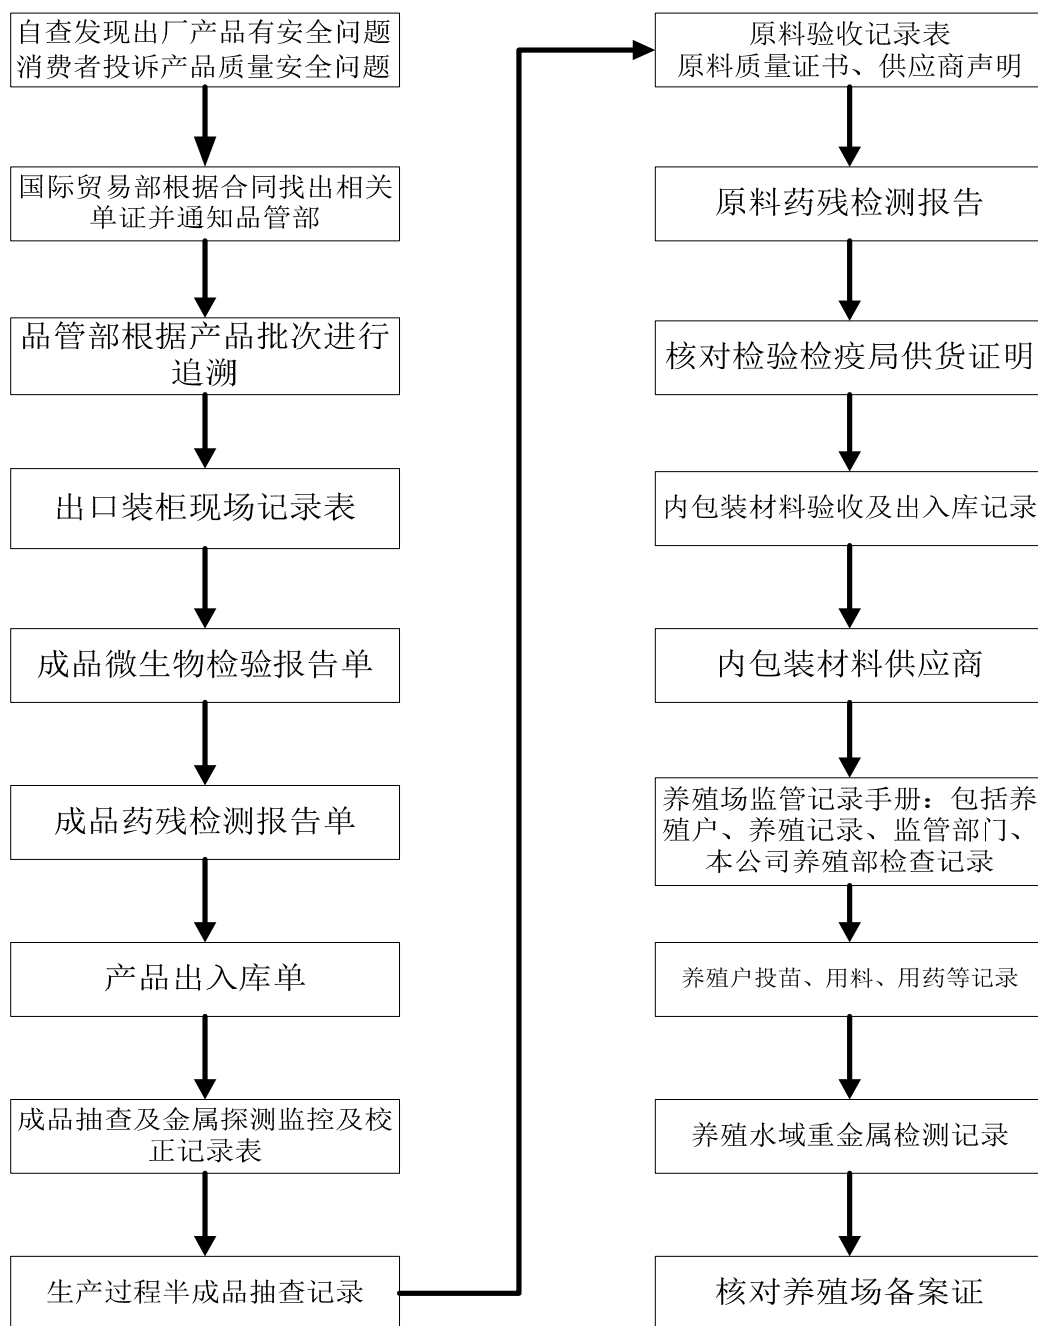 自查发现出厂产品有安全问题
消费者投诉产品质量安全问题
国际贸易部根据合同找出相关
单证并通知品管部
品管部根据产品批次进行
追溯
出口装柜现场记录表
成品微生物检验报告单
成品药残检测报告单
产品出入库单
成品抽查及金属探测监控及校
正记录表
生产过程半成品抽查记录
原料验收记录表
原料质量证书、供应商声明
原料药残检测报告
核对检验检疫局供货证明
内包装材料验收及出入库记录
内包装材料供应商
养殖场监管记录手册：包括养
殖户、养殖记录、监管部门、
本公司养殖部检查记录
养殖户投苗、用料、用药等记录
养殖水域重金属检测记录
核对养殖场备案证